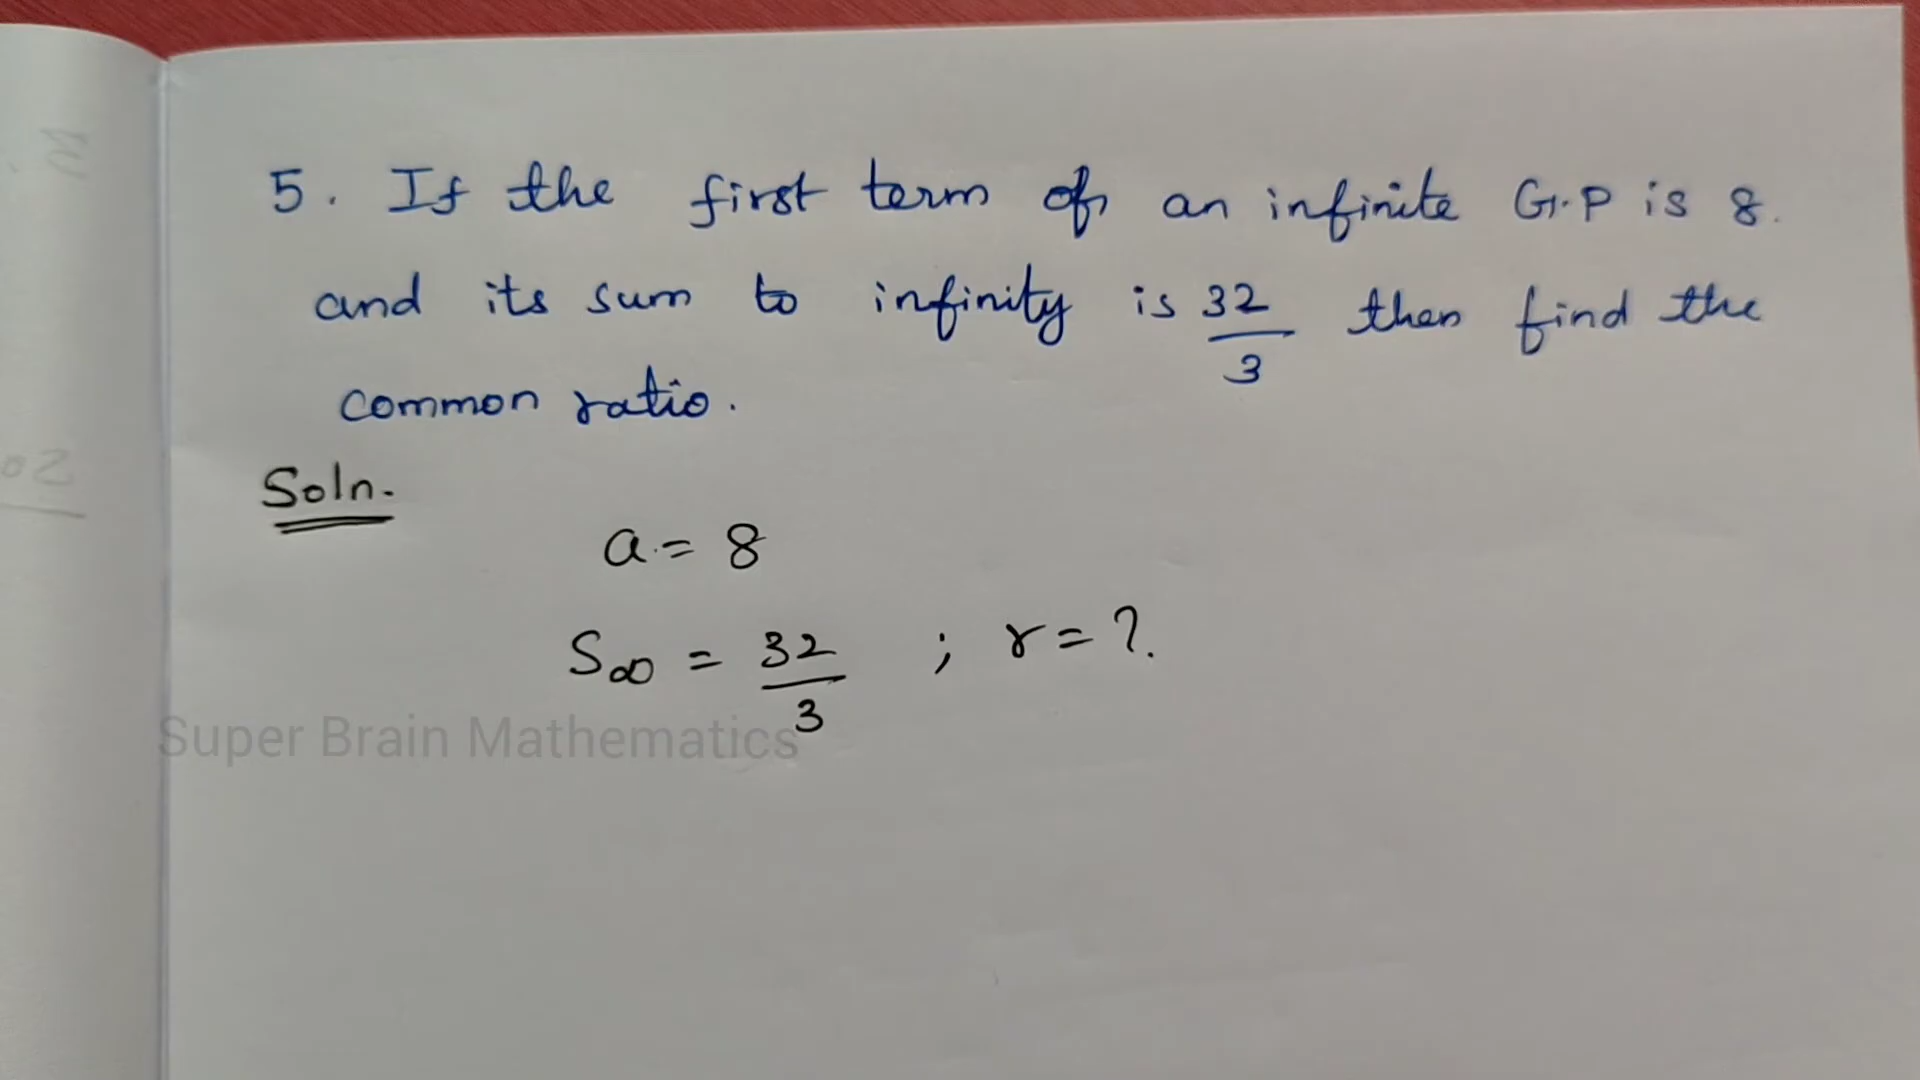 5. If the first term of an infinite G.P is 8.
and its sum to infinity is 32/3 then find the
common ratio.
Soln.
a = 8
S∞ = 32/3 ; r = ?.
Super Brain Mathematics